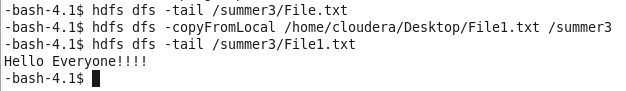 -bash-4.1$ hdfs dfs -tail /summer3/File.txt
-bash-4.1$ hdfs dfs -copyFromLocal /home/cloudera/Desktop/File1.txt /summer3
-bash-4.1$ hdfs dfs -tail /summer3/File1.txt
Hello Everyone!!!!
-bash-4.1$